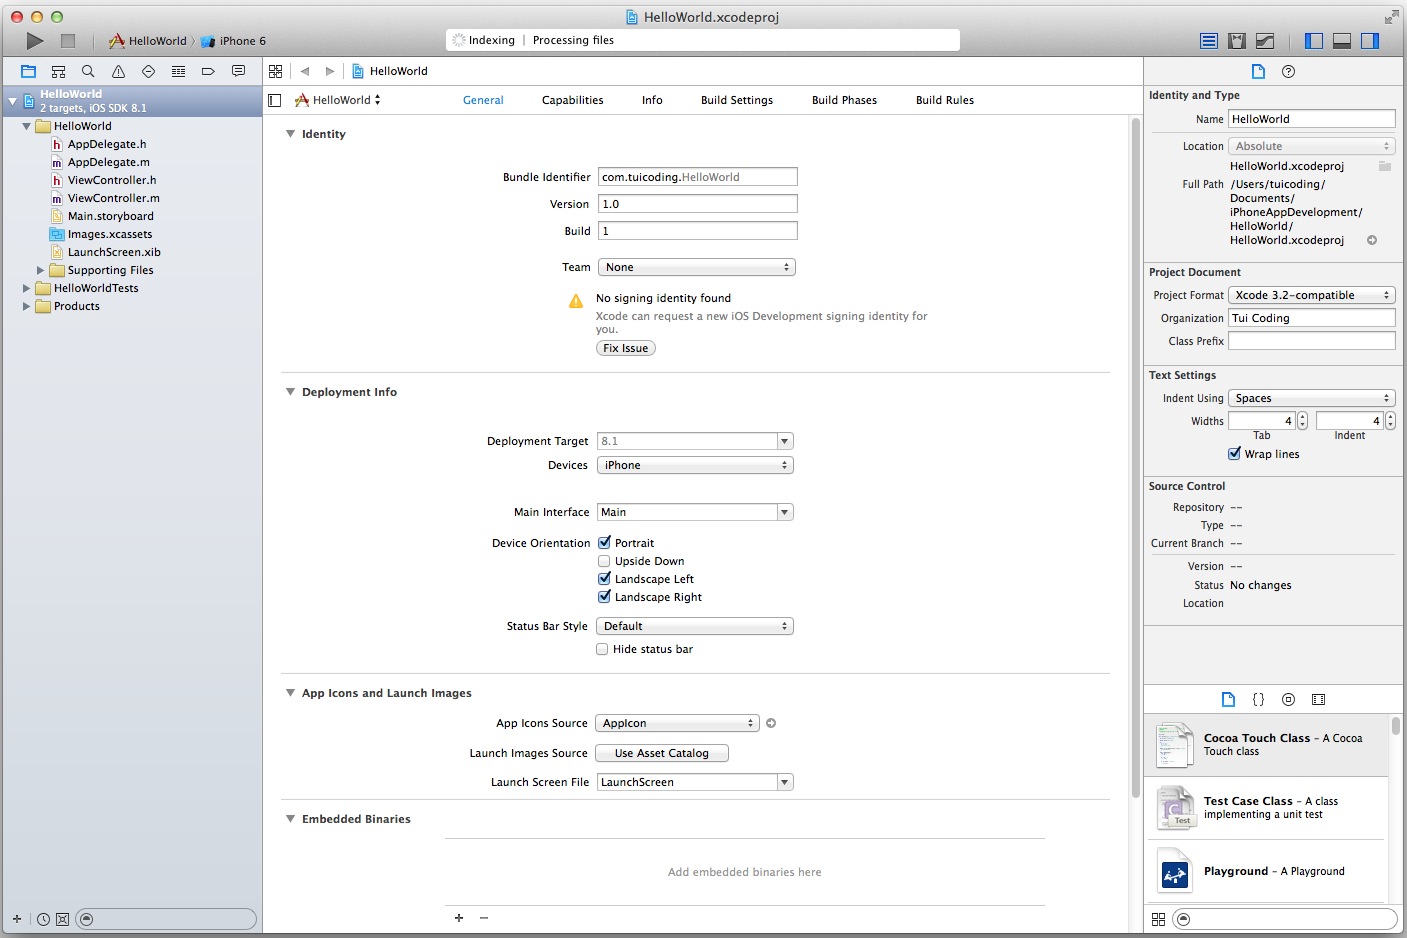 HelloWorld.xcodeproj
HelloWorld iPhone 6
Indexing | Processing files
HelloWorld
HelloWorld
2 targets, iOS SDK 8.1
HelloWorld
AppDelegate.h
AppDelegate.m
ViewController.h
ViewController.m
Main.storyboard
Images.xcassets
LaunchScreen.xib
Supporting Files
HelloWorldTests
Products
HelloWorld General Capabilities Info Build Settings Build Phases Build Rules
Identity
Bundle Identifier com.tuicoding.HelloWorld
Version 1.0
Build 1
Team None
No signing identity found
Xcode can request a new iOS Development signing identity for
you.
Fix Issue
Deployment Info
Deployment Target 8.1
Devices iPhone
Main Interface Main
Device Orientation Portrait
Upside Down
Landscape Left
Landscape Right
Status Bar Style Default
Hide status bar
App Icons and Launch Images
App Icons Source AppIcon
Launch Images Source Use Asset Catalog
Launch Screen File LaunchScreen
Embedded Binaries
Add embedded binaries here
+ −
Identity and Type
Name HelloWorld
Location Absolute
HelloWorld.xcodeproj
Full Path /Users/tuicoding/
Documents/
iPhoneAppDevelopment/
HelloWorld/
HelloWorld.xcodeproj
Project Document
Project Format Xcode 3.2-compatible
Organization Tui Coding
Class Prefix
Text Settings
Indent Using Spaces
Widths 4 4
Tab Indent
Wrap lines
Source Control
Repository --
Type --
Current Branch --
Version --
Status No changes
Location
{ }
Cocoa Touch Class - A Cocoa
Touch class
C
Test
Test Case Class - A class
implementing a unit test
Playground - A Playground